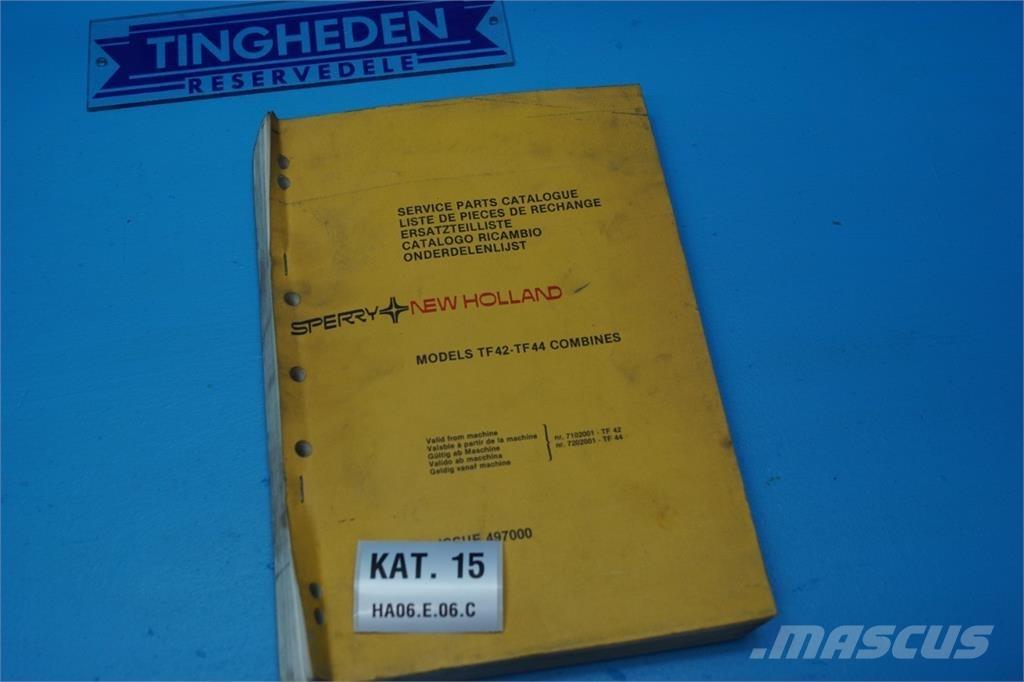 TINGHEDEN
RESERVEDELE
SERVICE PARTS CATALOGUE
LISTE DE PIECES DE RECHANGE
ERSATZTEILLISTE
CATALOGO RICAMBIO
ONDERDELENLIJST
SPERRY NEW HOLLAND
MODELS TF42-TF44 COMBINES
Valid from machine
Valable à partir de la machine
Gültig ab Maschine
Valido ab macchina
Geldig vanaf machine
nr. 7102001 - TF 42
nr. 7202001 - TF 44
ISSUE 497000
KAT. 15
HA06.E.06.C
.MASCUS